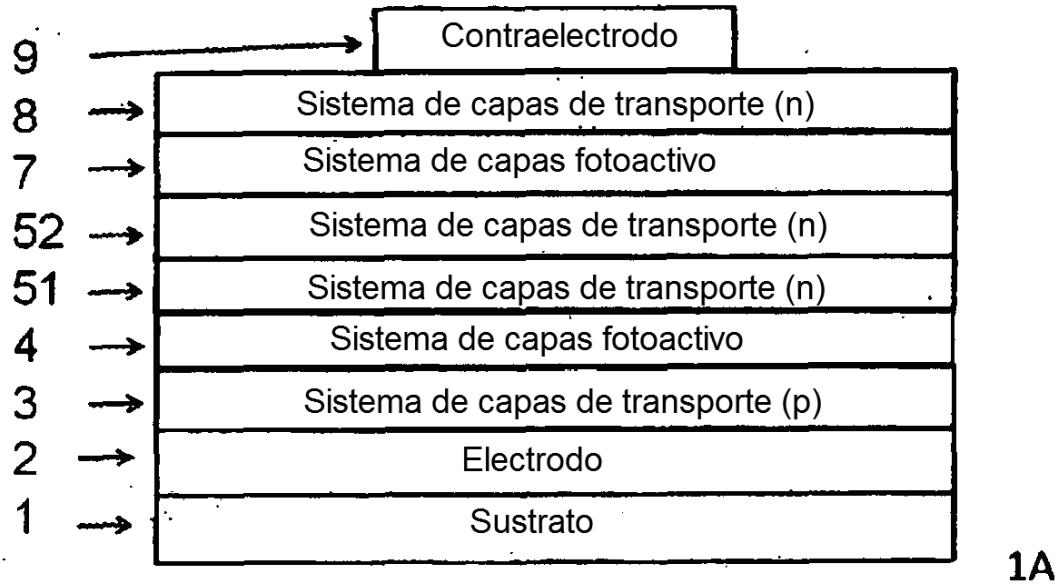 9 Contraelectrodo
8 Sistema de capas de transporte (n)
7 Sistema de capas fotoactivo
52 Sistema de capas de transporte (n)
51 Sistema de capas de transporte (n)
4 Sistema de capas fotoactivo
3 Sistema de capas de transporte (p)
2 Electrodo
1 Sustrato
1A